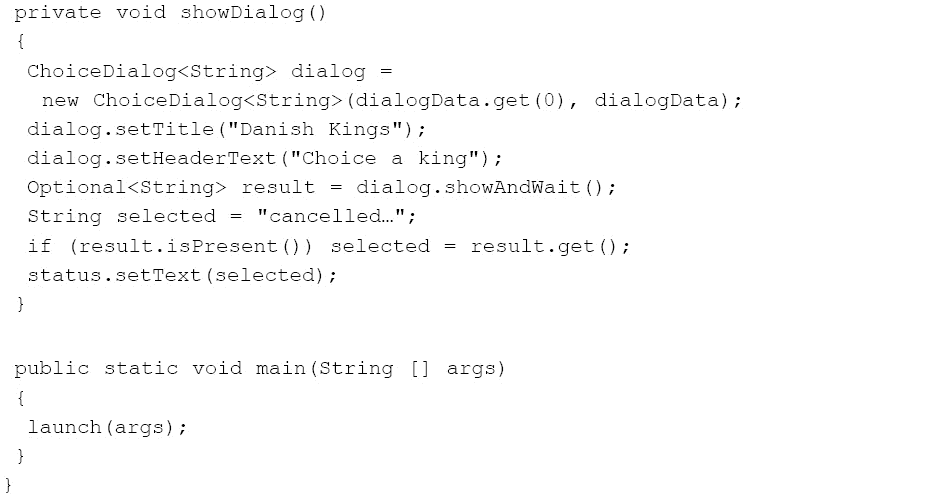 private void showDialog()
{
ChoiceDialog<String> dialog =
new ChoiceDialog<String>(dialogData.get(0), dialogData);
dialog.setTitle("Danish Kings");
dialog.setHeaderText("Choice a king");
Optional<String> result = dialog.showAndWait();
String selected = "cancelled…";
if (result.isPresent()) selected = result.get();
status.setText(selected);
}
public static void main(String [] args)
{
launch(args);
}
}